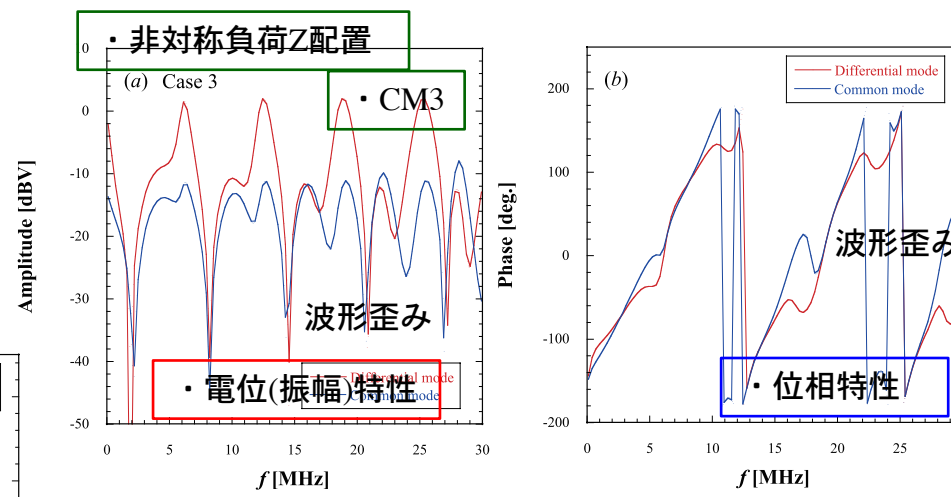 ・非対称負荷Z配置
(a) Case 3
・CM3
0
0
-10
-20
-30
-40
-50
Amplitude [dBV]
波形歪み
Differential mode
Common mode
・電位(振幅)特性
0
5
10
15
20
25
30
f [MHz]
(b)
Differential mode
Common mode
200
100
0
-100
-200
Phase [deg.]
波形歪み
・位相特性
0
5
10
15
20
25
f [MHz]